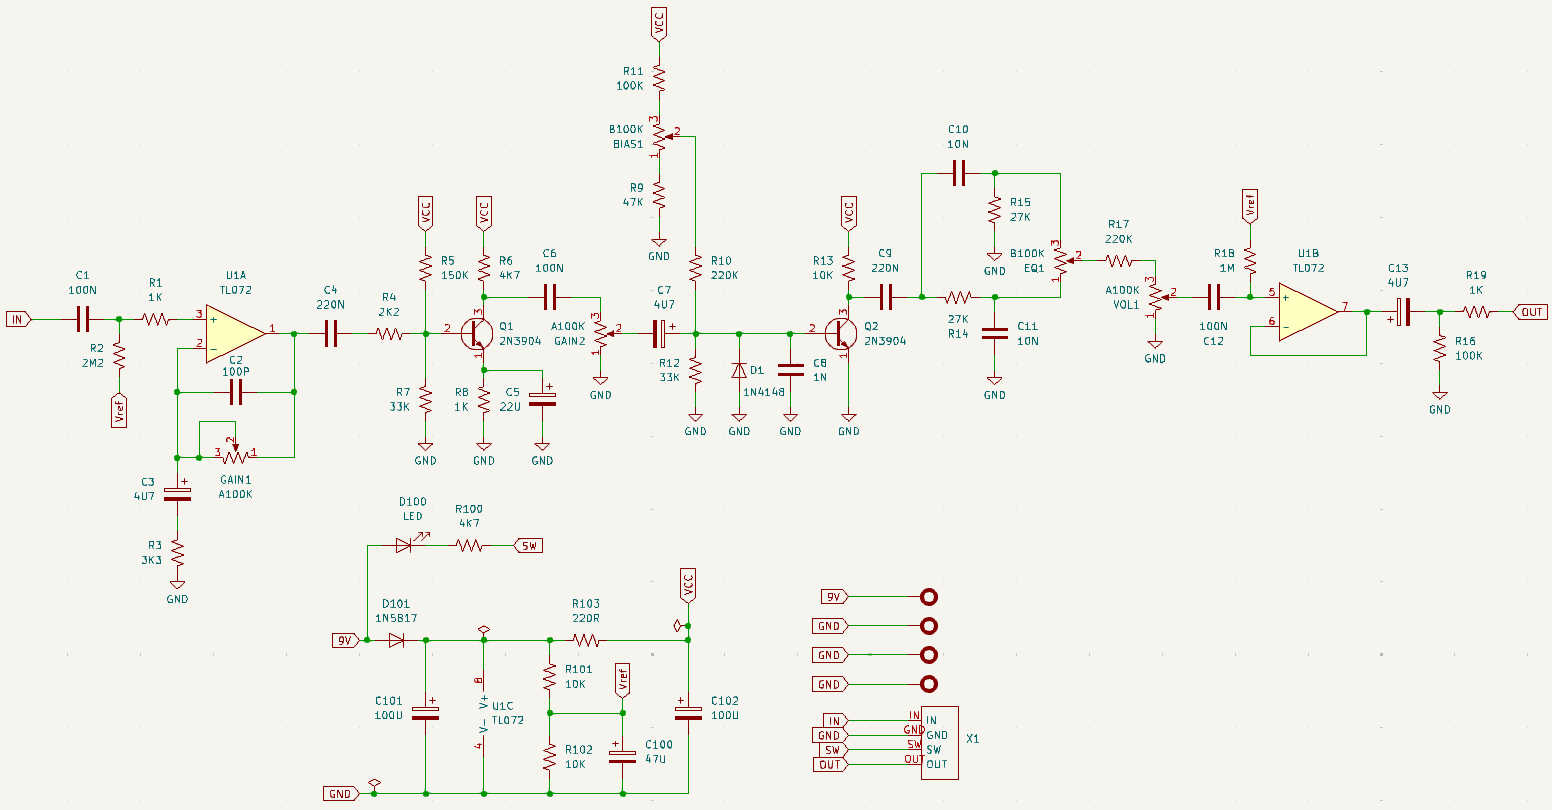 VCC
R11
100K
3
B100K
2
BIAS1
1
R9
47K
GND
C10
10N
R15
27K
GND
VCC
VCC
VCC
Vref
R5
150K
R6
4K7
C6
100N
R10
220K
R13
10K
C9
220N
B100K
EQ1
3
2
1
R17
220K
R18
1M
U1B
TL072
C1
100N
R1
1K
U1A
TL072
C4
220N
R4
2K2
C7
4U7
A100K
VOL1
3
2
1
C13
4U7
R19
1K
IN
3
+
1
2
-
2
3
Q1
2N3904
1
A100K
GAIN2
3
2
1
+
2
3
Q2
2N3904
1
27K
R14
C11
10N
GND
100N
C12
5
+
7
6
-
+
OUT
R2
2M2
Vref
C2
100P
R7
33K
R8
1K
C5
22U
+
GND
R12
33K
D1
1N4148
C8
1N
GND
R16
100K
GND
GND
GND
GND
GND
GND
GND
GND
2
3
1
GAIN1
A100K
C3
4U7
+
R3
3K3
GND
D100
LED
R100
4K7
SW
D101
1N5817
9V
R103
220R
VCC
C101
100U
+
8
V+
U1C
TL072
V-
4
R101
10K
Vref
R102
10K
C100
47U
+
C102
100U
+
GND
9V
GND
GND
GND
IN
IN
IN
GND
GND
GND
SW
SW
SW
OUT
OUT
OUT
X1